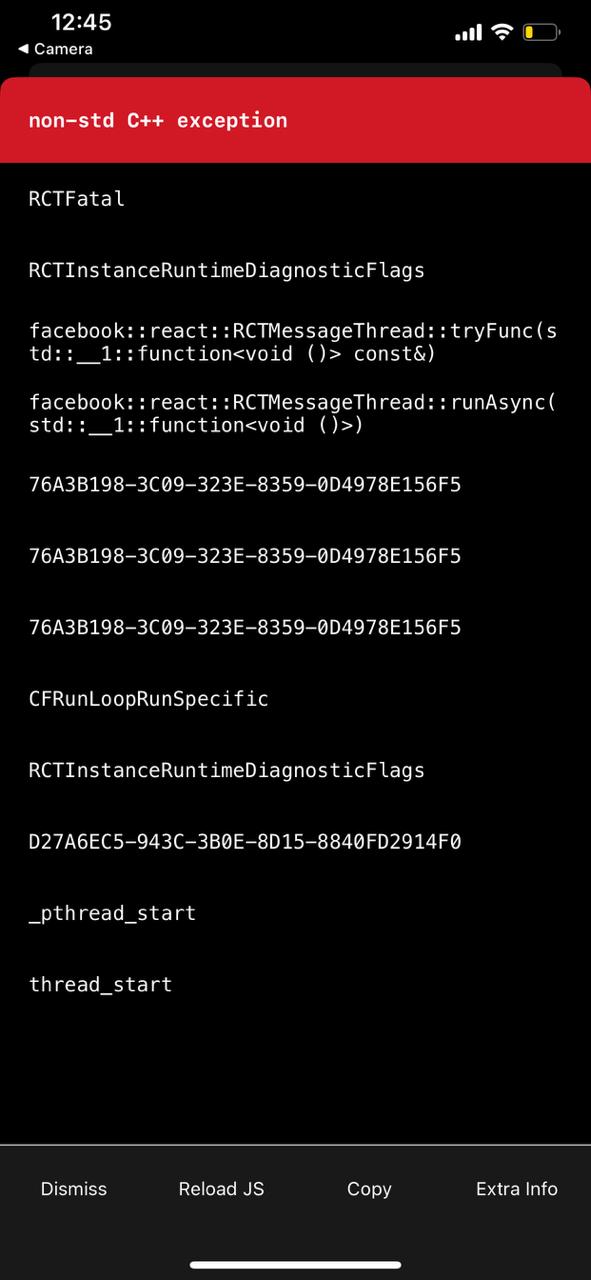 12:45
◀ Camera
non-std C++ exception
RCTFatal
RCTInstanceRuntimeDiagnosticFlags
facebook::react::RCTMessageThread::tryFunc(s
td::__1::function<void ()> const&)
facebook::react::RCTMessageThread::runAsync(
std::__1::function<void ()>)
76A3B198-3C09-323E-8359-0D4978E156F5
76A3B198-3C09-323E-8359-0D4978E156F5
76A3B198-3C09-323E-8359-0D4978E156F5
CFRunLoopRunSpecific
RCTInstanceRuntimeDiagnosticFlags
D27A6EC5-943C-3B0E-8D15-8840FD2914F0
_pthread_start
thread_start
Dismiss Reload JS Copy Extra Info